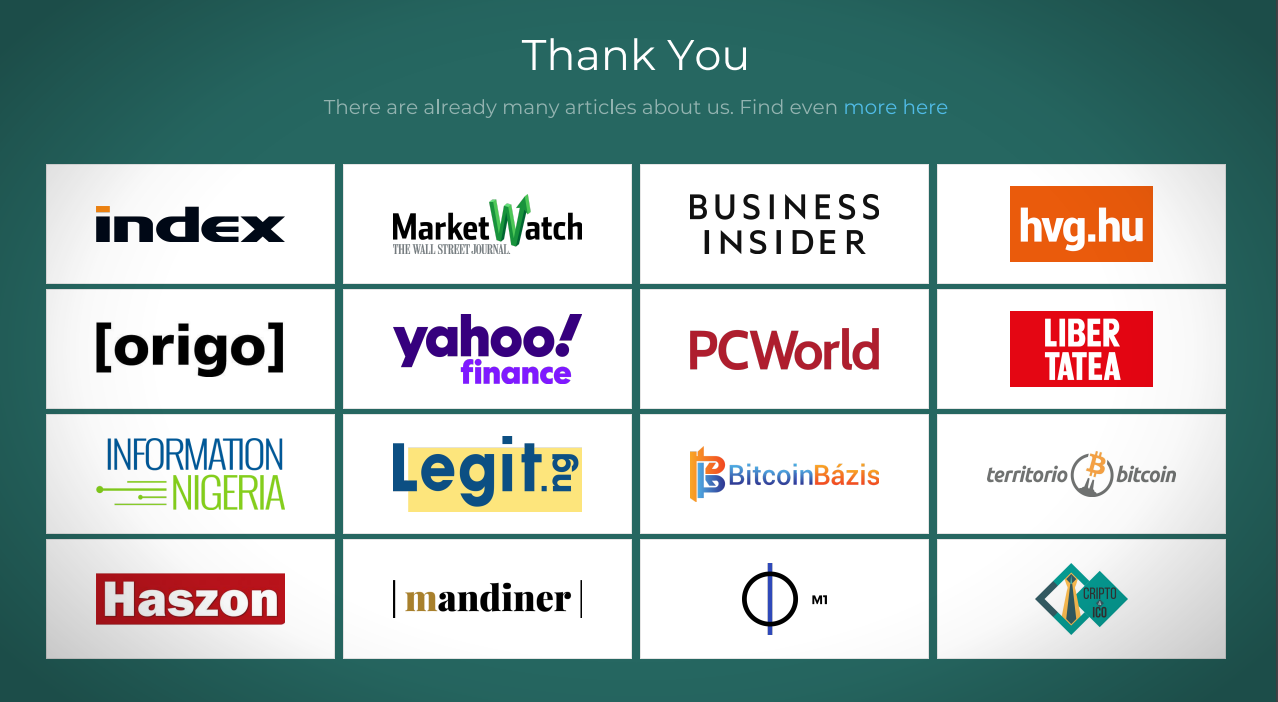 Thank You
There are already many articles about us. Find even more here
index
MarketWatch
THE WALL STREET JOURNAL.
BUSINESS
INSIDER
hvg.hu
[origo]
yahoo!
finance
PCWorld
LIBER
TATEA
INFORMATION
NIGERIA
Legit.ng
BitcoinBázis
territorio bitcoin
Haszon
|mandiner|
M1
CRIPTO
&
ICO